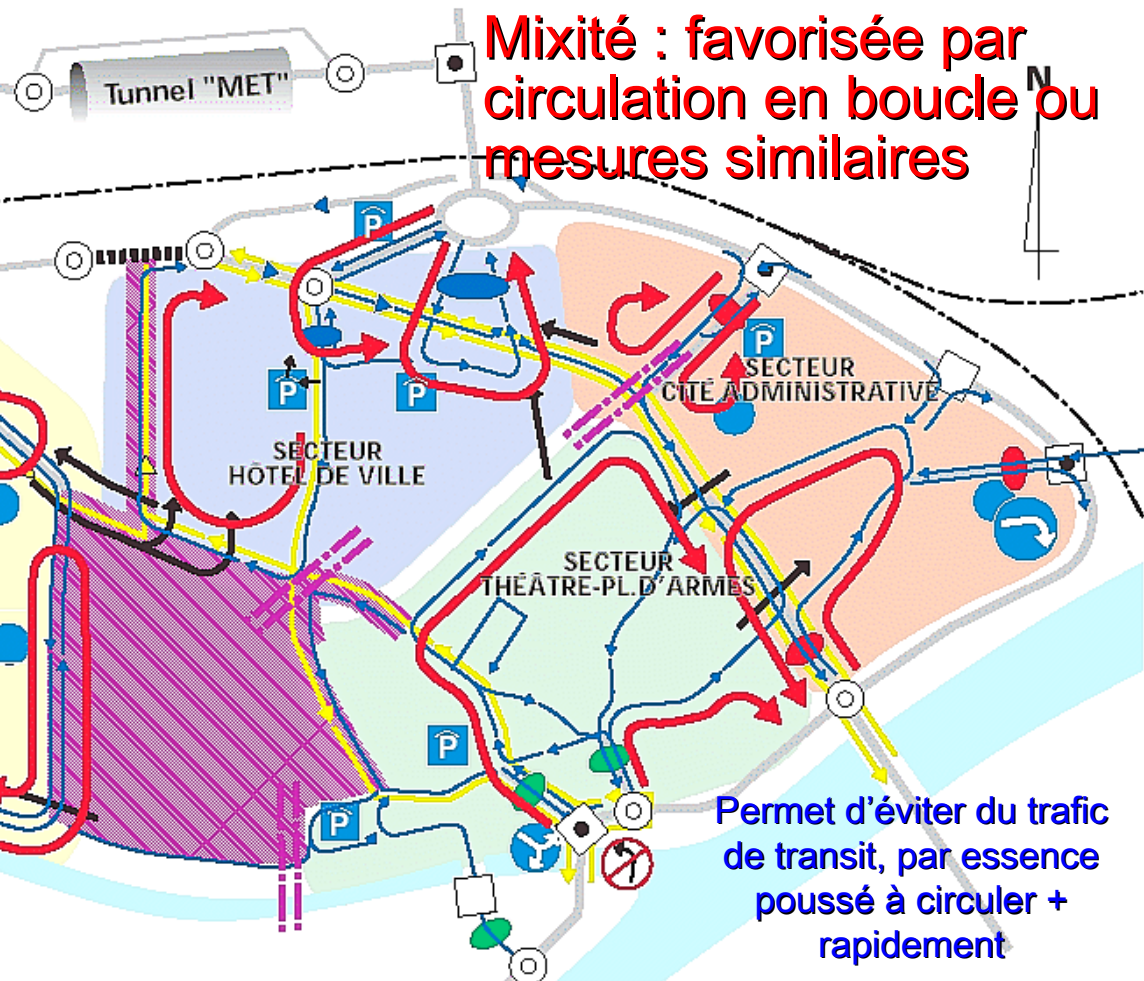 Mixité : favorisée par
circulation en boucle ou
mesures similaires
N
Tunnel "MET"
P
P
SECTEUR
CITÉ ADMINISTRATIVE
P
P
SECTEUR
HÔTEL DE VILLE
SECTEUR
THÉÂTRE-PL.D'ARMES
P
P
Permet d’éviter du trafic
de transit, par essence
poussé à circuler +
rapidement